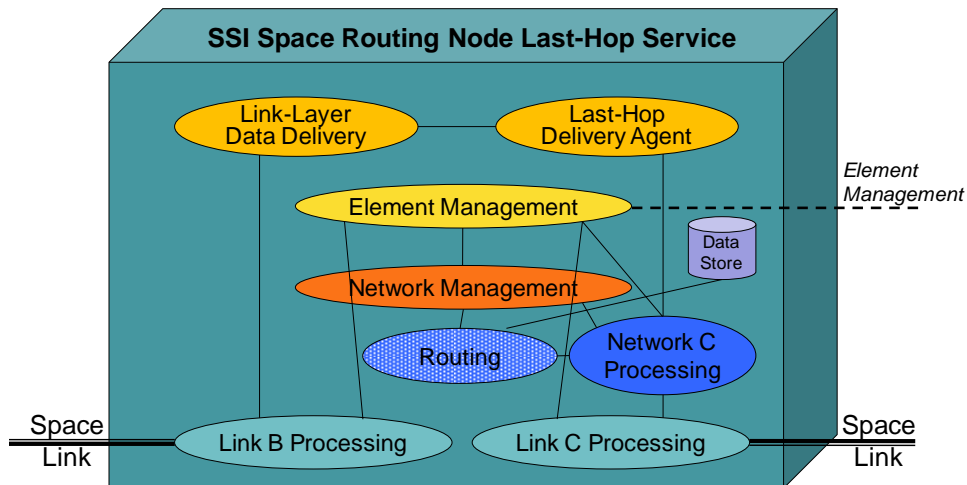 SSI Space Routing Node Last-Hop Service
Link-Layer
Data Delivery
Last-Hop
Delivery Agent
Element
Management
Element Management
Data
Store
Network Management
Routing
Network C
Processing
Space
Link
Link B Processing
Link C Processing
Space
Link